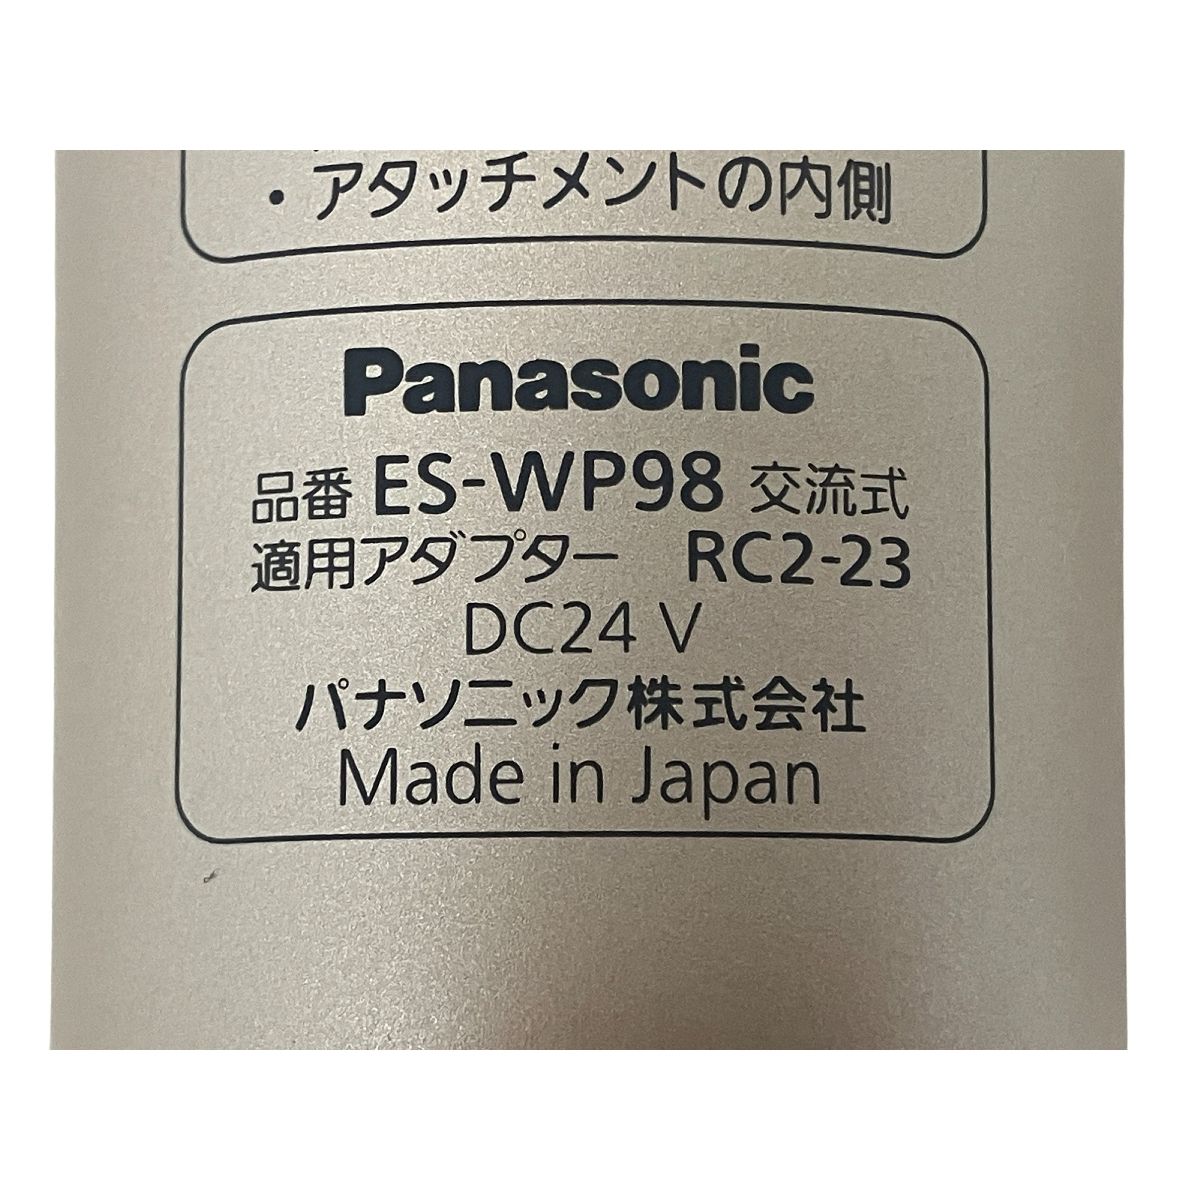 ・アタッチメントの内側
Panasonic
品番 ES-WP98 交流式
適用アダプター RC2-23
DC24 V
パナソニック株式会社
Made in Japan